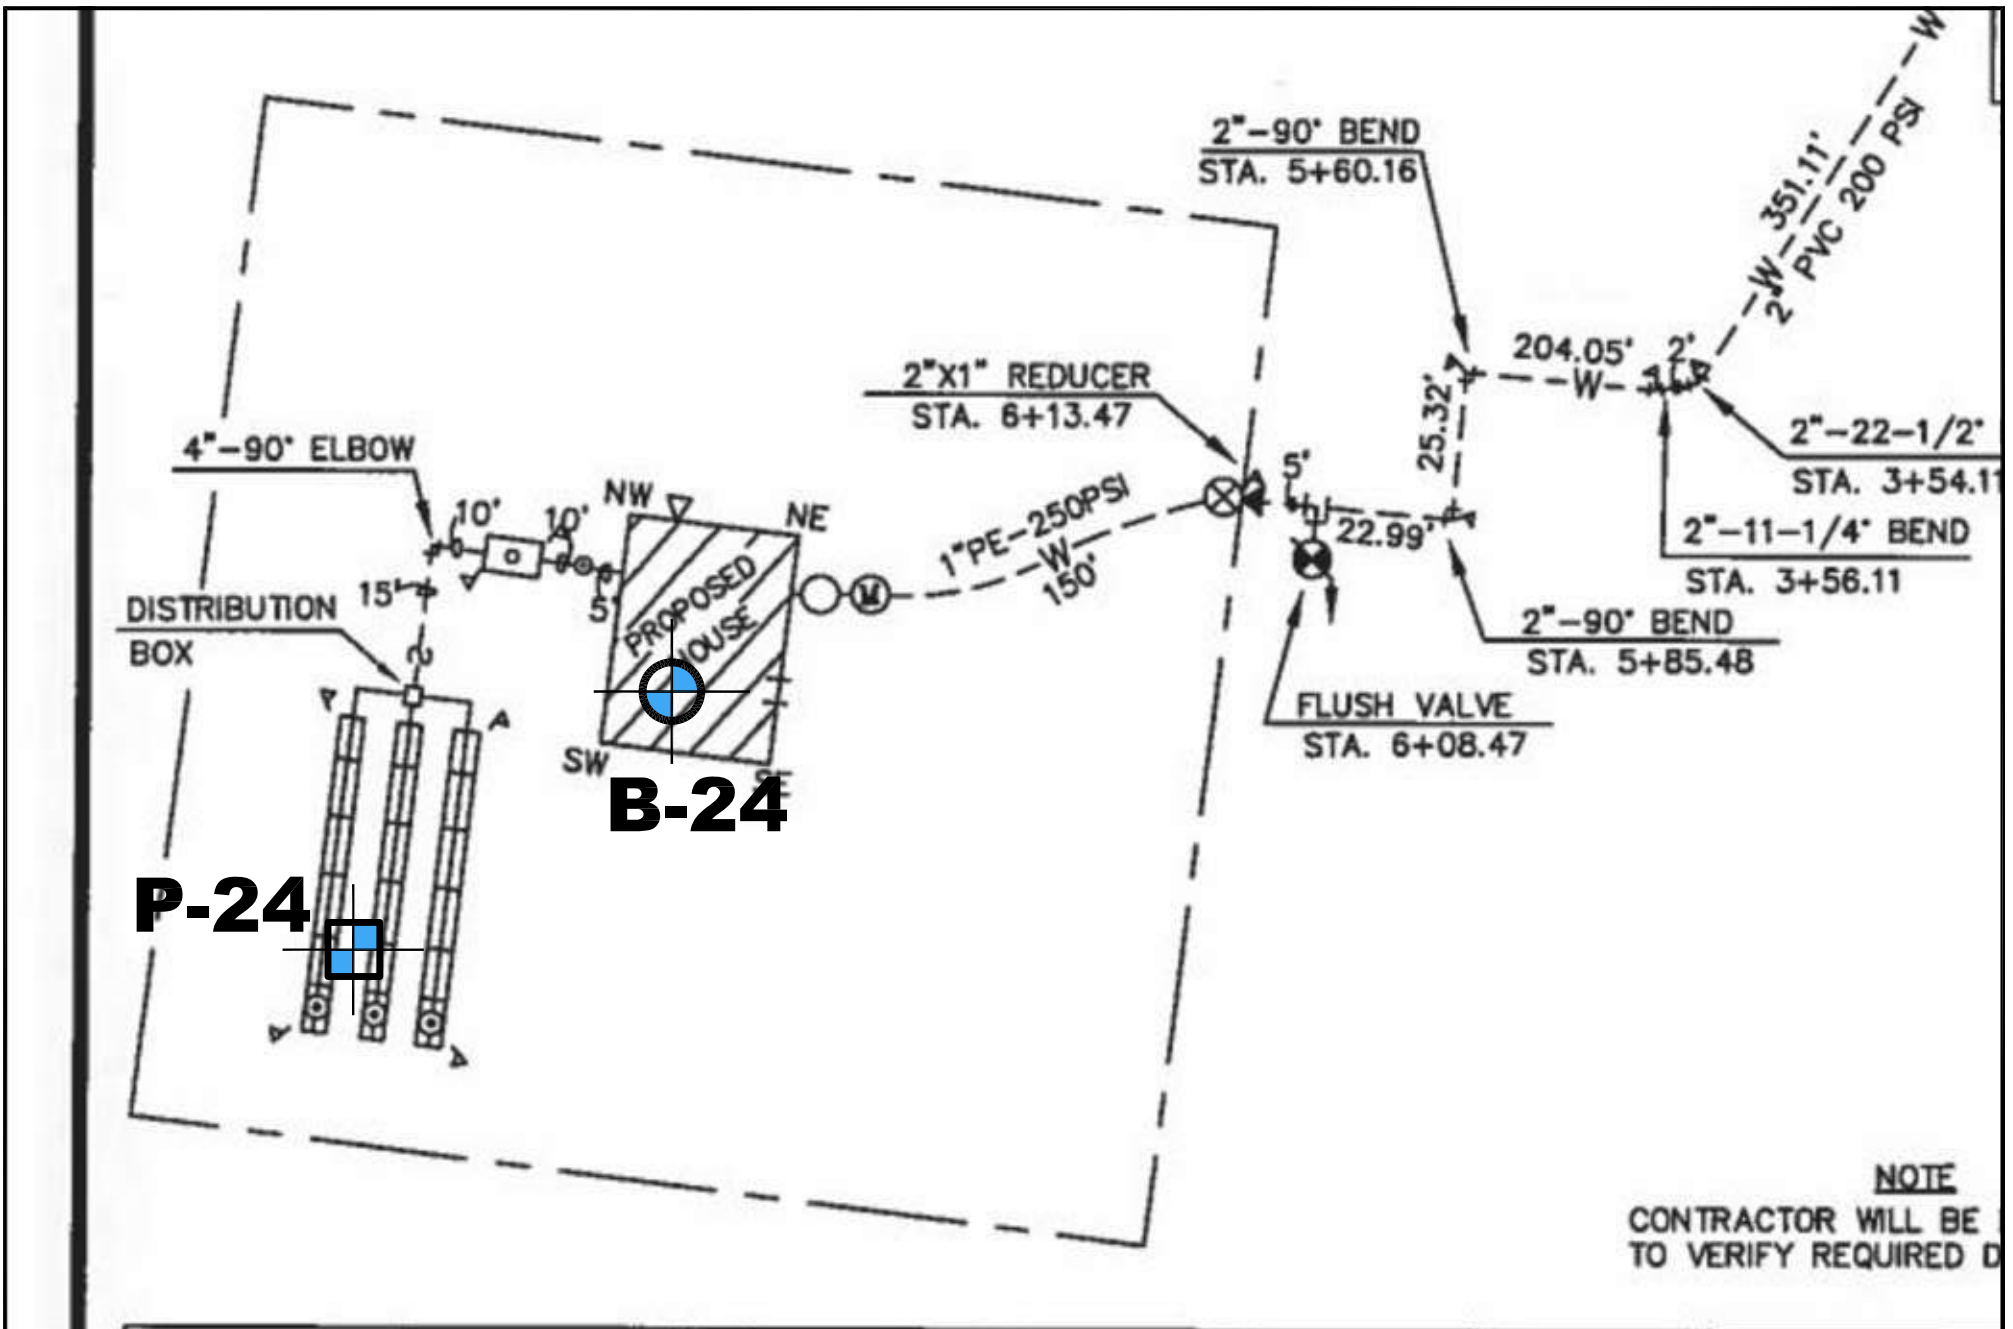 W
351.11'
W
2" PVC 200 PSI
2"-90° BEND
STA. 5+60.16
204.05'
W
2'
25.32'
2"X1" REDUCER
STA. 6+13.47
2"-22-1/2°
STA. 3+54.11
4"-90° ELBOW
5'
22.99'
2"-11-1/4° BEND
STA. 3+56.11
10'
10'
NW
NE
1"PE-250PSI
W
150'
15'
5'
PROPOSED
HOUSE
DISTRIBUTION
BOX
2"-90° BEND
STA. 5+85.48
FLUSH VALVE
STA. 6+08.47
SW
SE
B-24
P-24
NOTE
CONTRACTOR WILL BE
TO VERIFY REQUIRED D